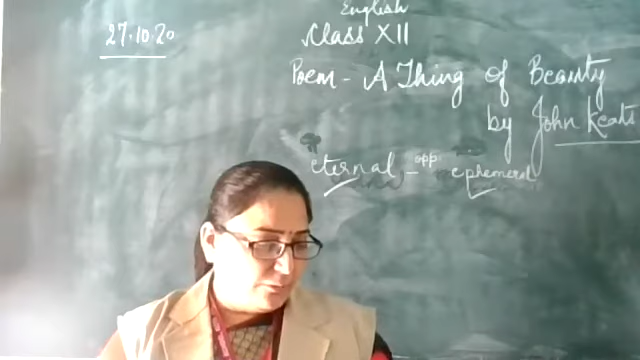 27.10.20
English
Class XII
Poem - A Thing of Beauty
by John Keats
eternal - opp. ephemeral